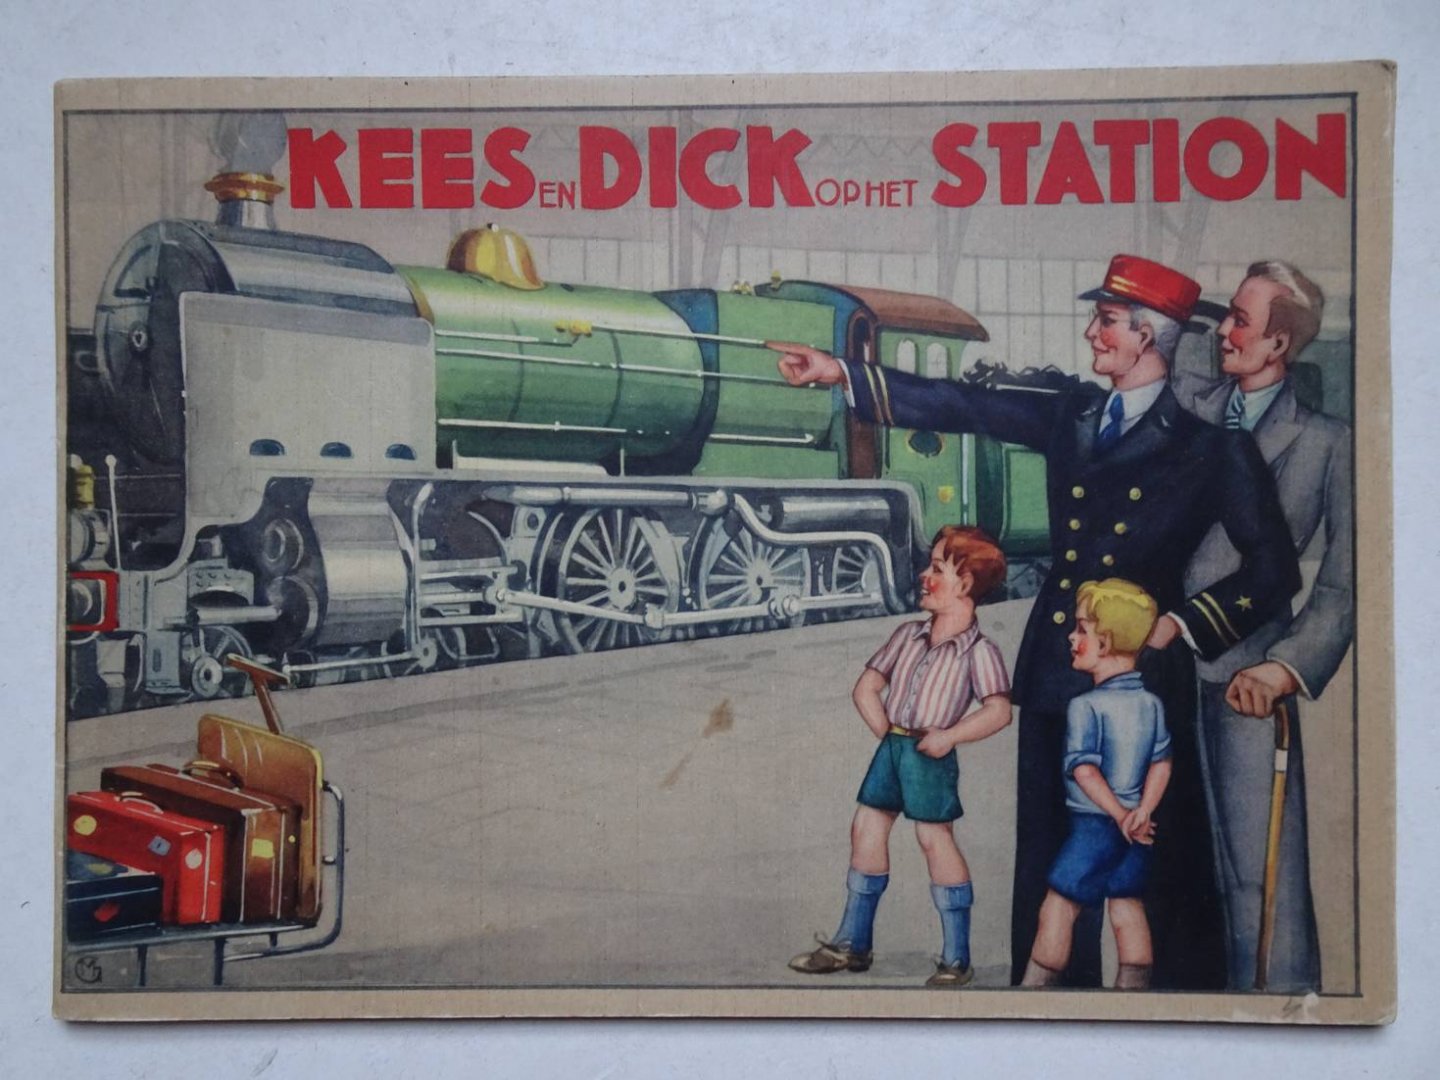 KEES EN DICK OP HET STATION